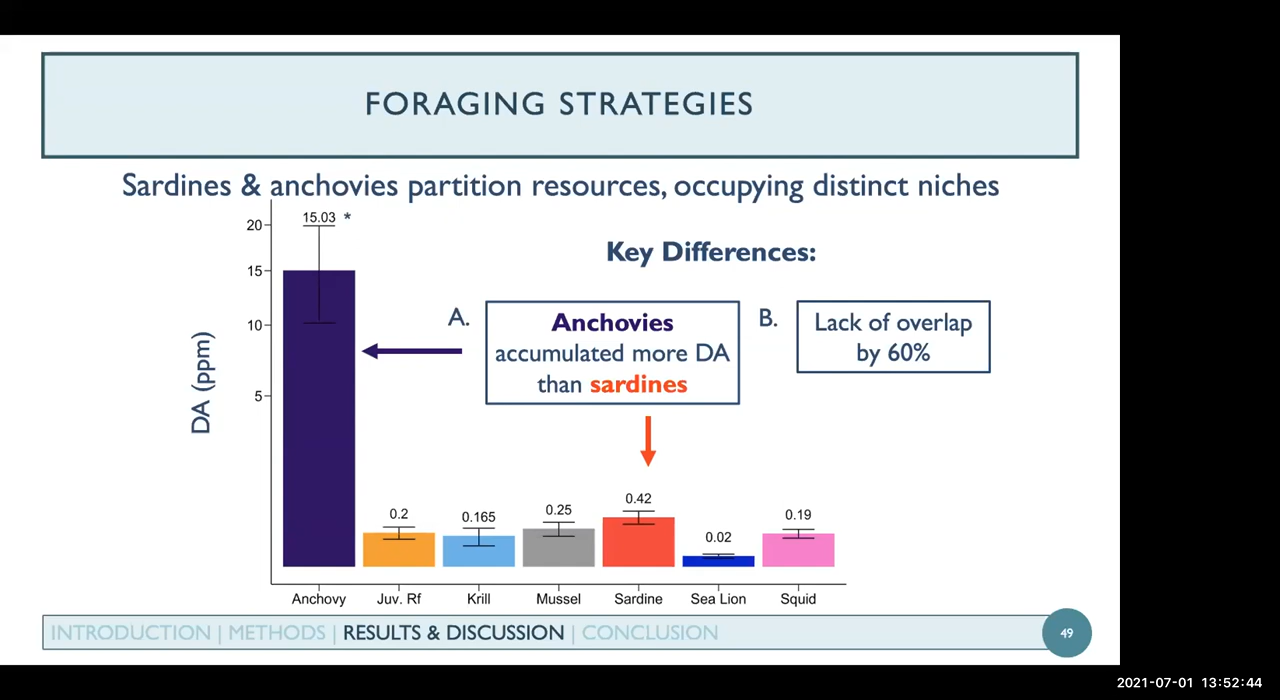 FORAGING STRATEGIES
Sardines & anchovies partition resources, occupying distinct niches
Key Differences:
A.
Anchovies
accumulated more DA
than sardines
B.
Lack of overlap
by 60%
DA (ppm)
20
15
10
5
15.03 *
0.2
0.165
0.25
0.42
0.02
0.19
Anchovy Juv. Rf Krill Mussel Sardine Sea Lion Squid
INTRODUCTION | METHODS | RESULTS & DISCUSSION | CONCLUSION
49
2021-07-01 13:52:44